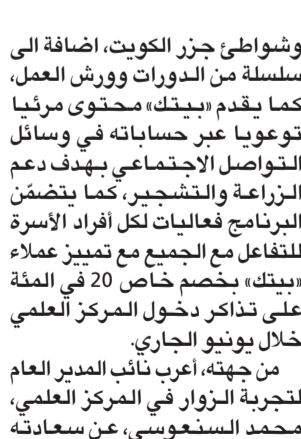 وشواطئ جزر الكويت، اضافة الى
سلسلة من الدورات وورش العمل،
كما يقدم «بيتك» محتوى مرئيا
توعويا عبر حساباته في وسائل
التواصل الاجتماعي بهدف دعم
الزراعة والتشجير، كما يتضمّن
البرنامج فعاليات لكل أفراد الأسرة
للتفاعل مع الجميع مع تمييز عملاء
«بيتك» بخصم خاص 20 في المئة
على تذاكر دخول المركز العلمي
خلال يونيو الجاري.
من جهته، أعرب نائب المدير العام
لتجربة الزوار في المركز العلمي،
محمد السنعوسي، عن سعادته